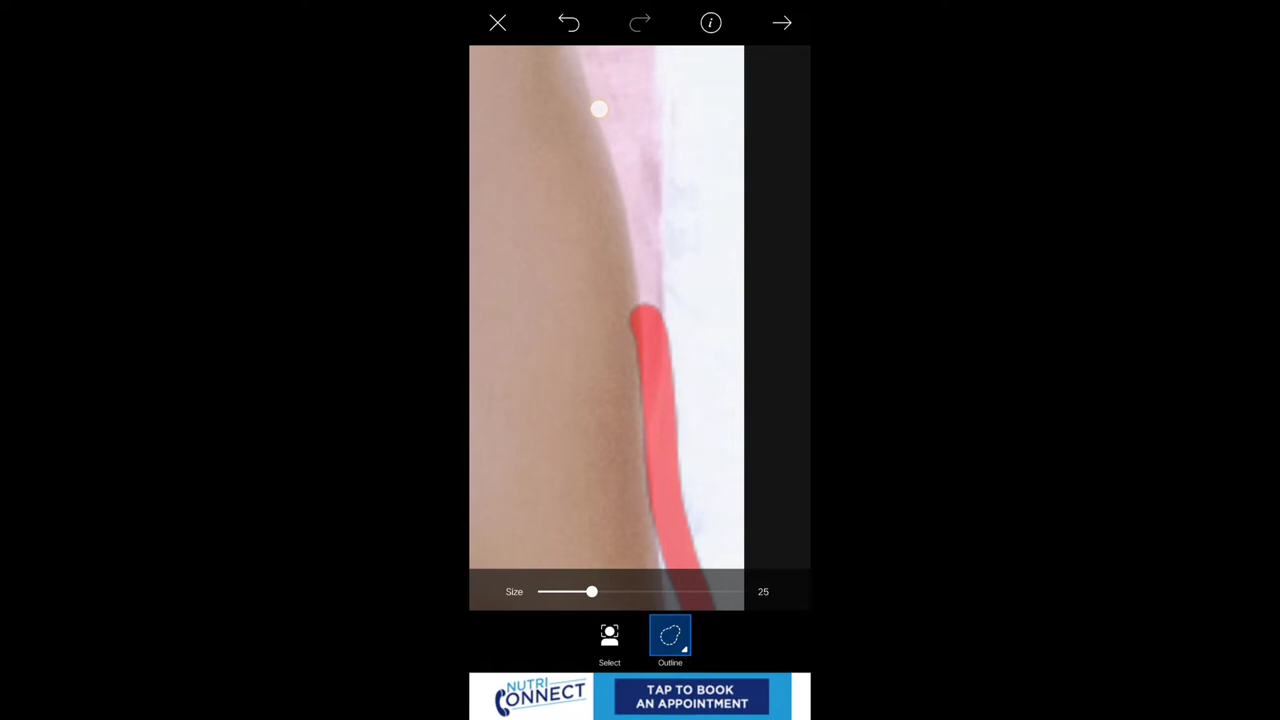 Size
25
Select
Outline
NUTRI
CONNECT
TAP TO BOOK
AN APPOINTMENT